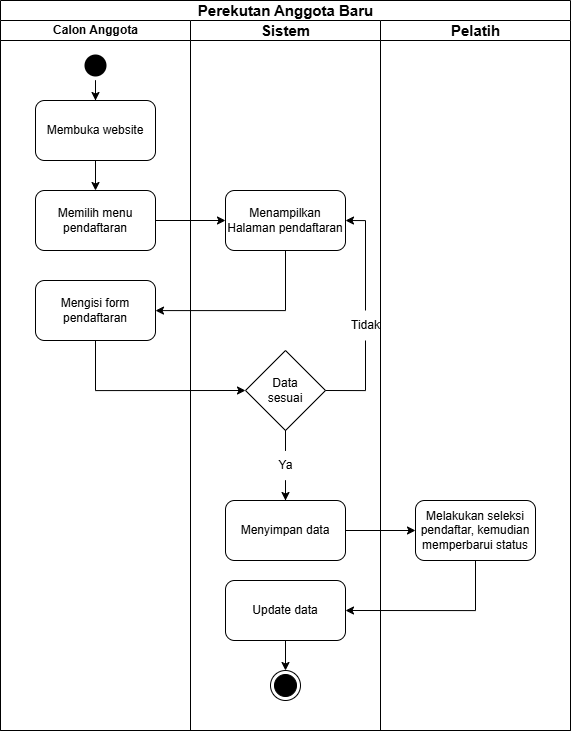 Perekutan Anggota Baru
Calon Anggota
Sistem
Pelatih
Membuka website
Memilih menu
pendaftaran
Menampilkan
Halaman pendaftaran
Mengisi form
pendaftaran
Tidak
Data
sesuai
Ya
Menyimpan data
Melakukan seleksi
pendaftar, kemudian
memperbarui status
Update data